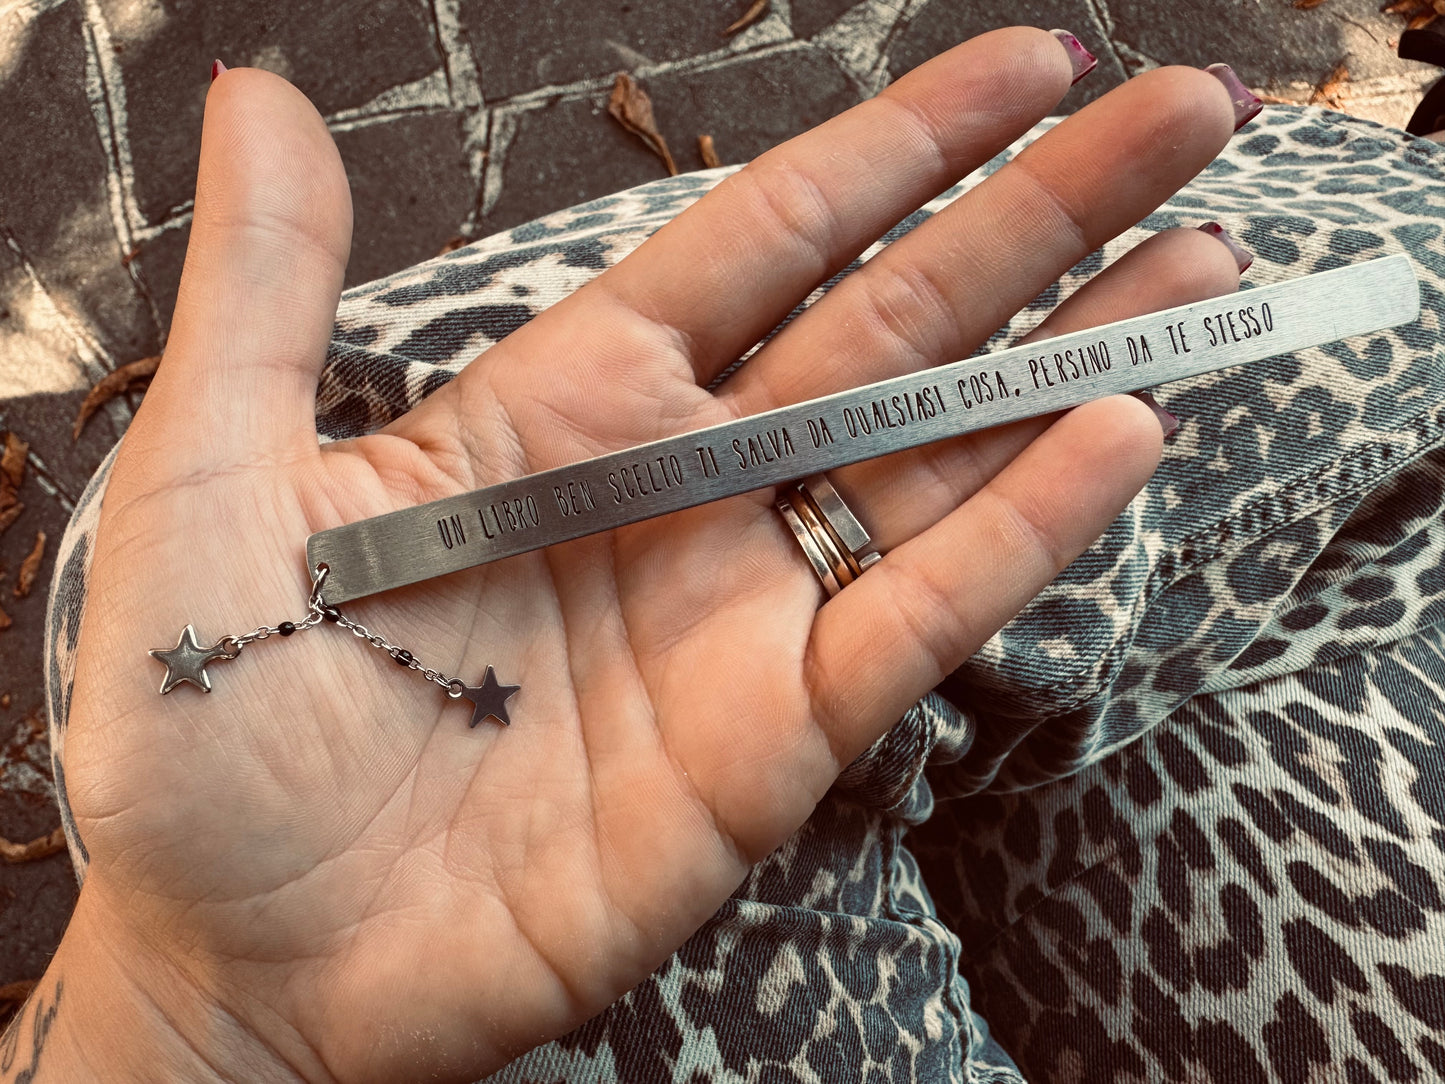 UN LIBRO BEN SCELTO TI SALVA DA QUALSIASI COSA, PERSINO DA TE STESSO